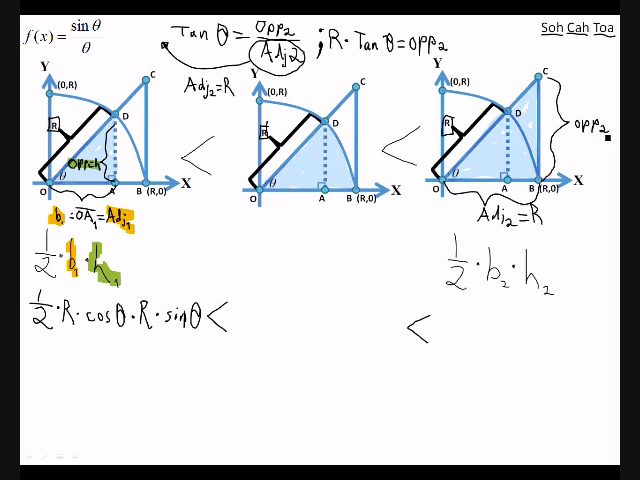 f(x) = sin θ / θ
Tan θ = Opp2 / Adj2 ; R · Tan θ = opp2
Soh Cah Toa
Adj2 = R
Y (0,R) C D R θ opp1 O A B (R,0) X
<
Y (0,R) C D R θ O A B (R,0) X
<
Y (0,R) C D R θ O A B (R,0) X opp2
b1 = OA1 = Adj1
Adj2 = R
1/2 · b1 · h1
1/2 · b2 · h2
1/2 · R · cos θ · R · sin θ <
<